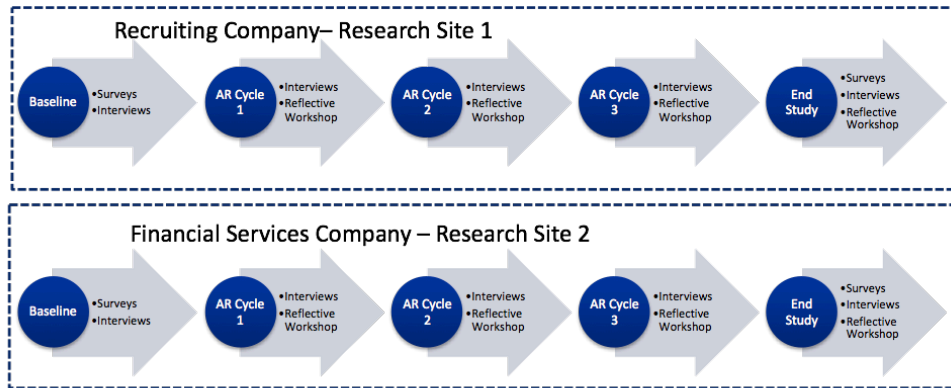 Recruiting Company– Research Site 1
Baseline
•Surveys
•Interviews
AR Cycle
1
•Interviews
•Reflective
Workshop
AR Cycle
2
•Interviews
•Reflective
Workshop
AR Cycle
3
•Interviews
•Reflective
Workshop
End
Study
•Surveys
•Interviews
•Reflective
Workshop
Financial Services Company – Research Site 2
Baseline
•Surveys
•Interviews
AR Cycle
1
•Interviews
•Reflective
Workshop
AR Cycle
2
•Interviews
•Reflective
Workshop
AR Cycle
3
•Interviews
•Reflective
Workshop
End
Study
•Surveys
•Interviews
•Reflective
Workshop